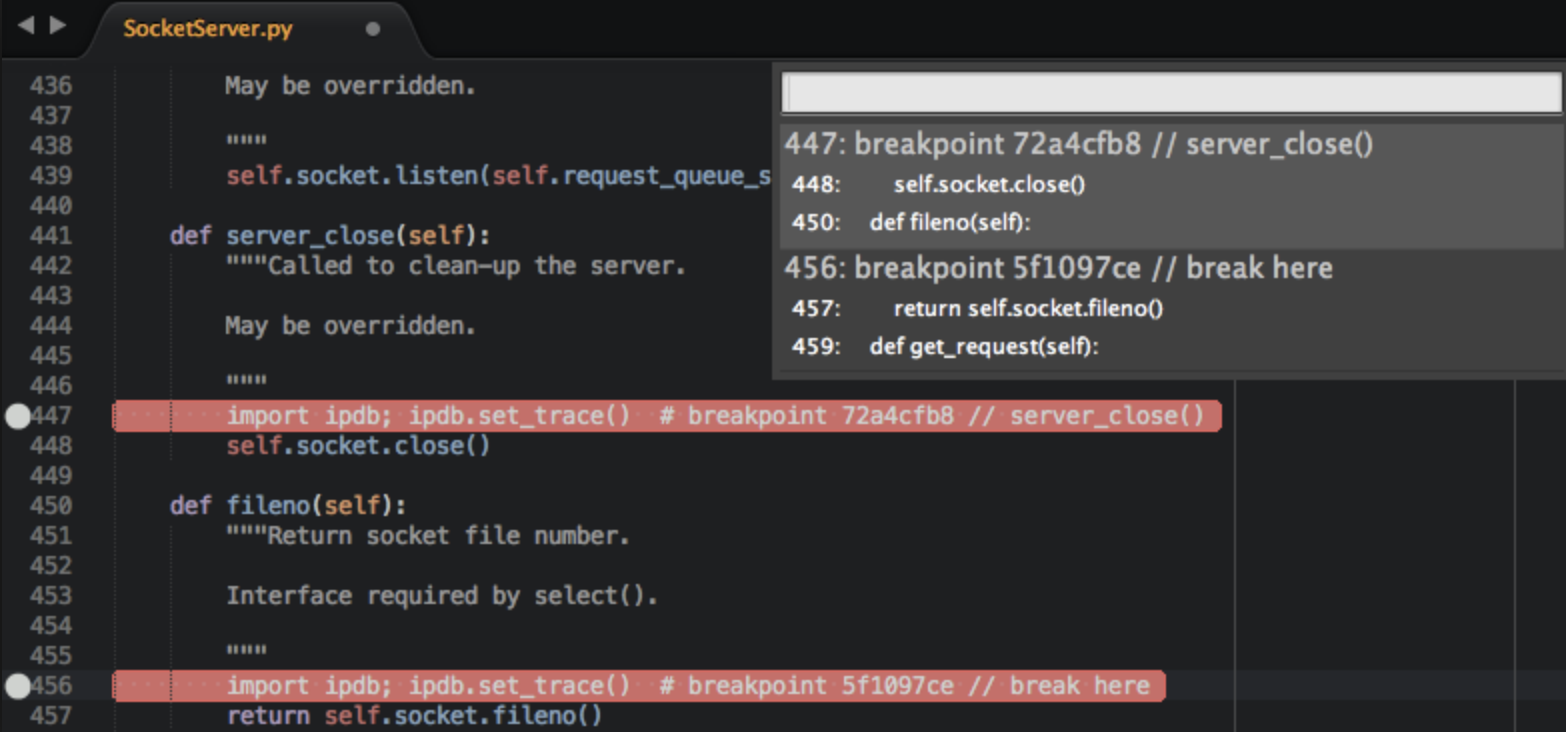 SocketServer.py
436         May be overridden.
437
438         """
439         self.socket.listen(self.request_queue_s
440
441     def server_close(self):
442         """Called to clean-up the server.
443
444         May be overridden.
445
446         """
447         import ipdb; ipdb.set_trace()  # breakpoint 72a4cfb8 // server_close()
448         self.socket.close()
449
450     def fileno(self):
451         """Return socket file number.
452
453         Interface required by select().
454
455         """
456         import ipdb; ipdb.set_trace()  # breakpoint 5f1097ce // break here
457         return self.socket.fileno()
447: breakpoint 72a4cfb8 // server_close()
448:     self.socket.close()
450:   def fileno(self):
456: breakpoint 5f1097ce // break here
457:     return self.socket.fileno()
459:   def get_request(self):